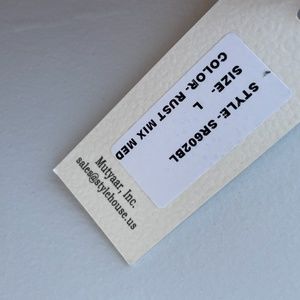 STYLE- SR602BL
SIZE- L
COLOR- RUST MIX MED
Mutyaar, Inc.
sales@stylehouse.us